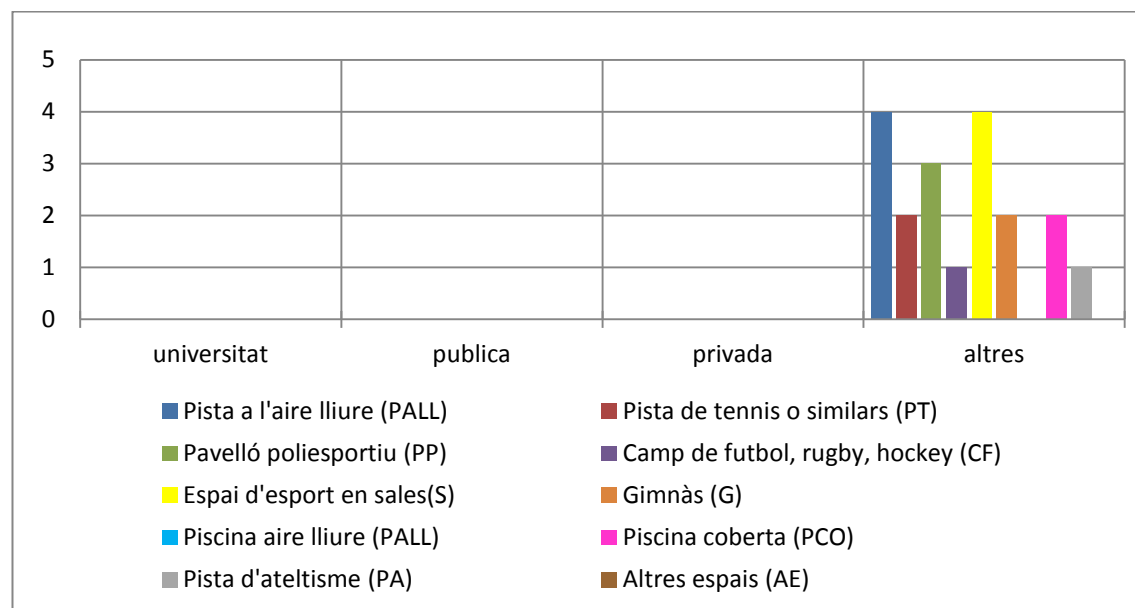 5
4
3
2
1
0
universitat publica privada altres
Pista a l'aire lliure (PALL) Pista de tennis o similars (PT)
Pavelló poliesportiu (PP) Camp de futbol, rugby, hockey (CF)
Espai d'esport en sales(S) Gimnàs (G)
Piscina aire lliure (PALL) Piscina coberta (PCO)
Pista d'ateltisme (PA) Altres espais (AE)